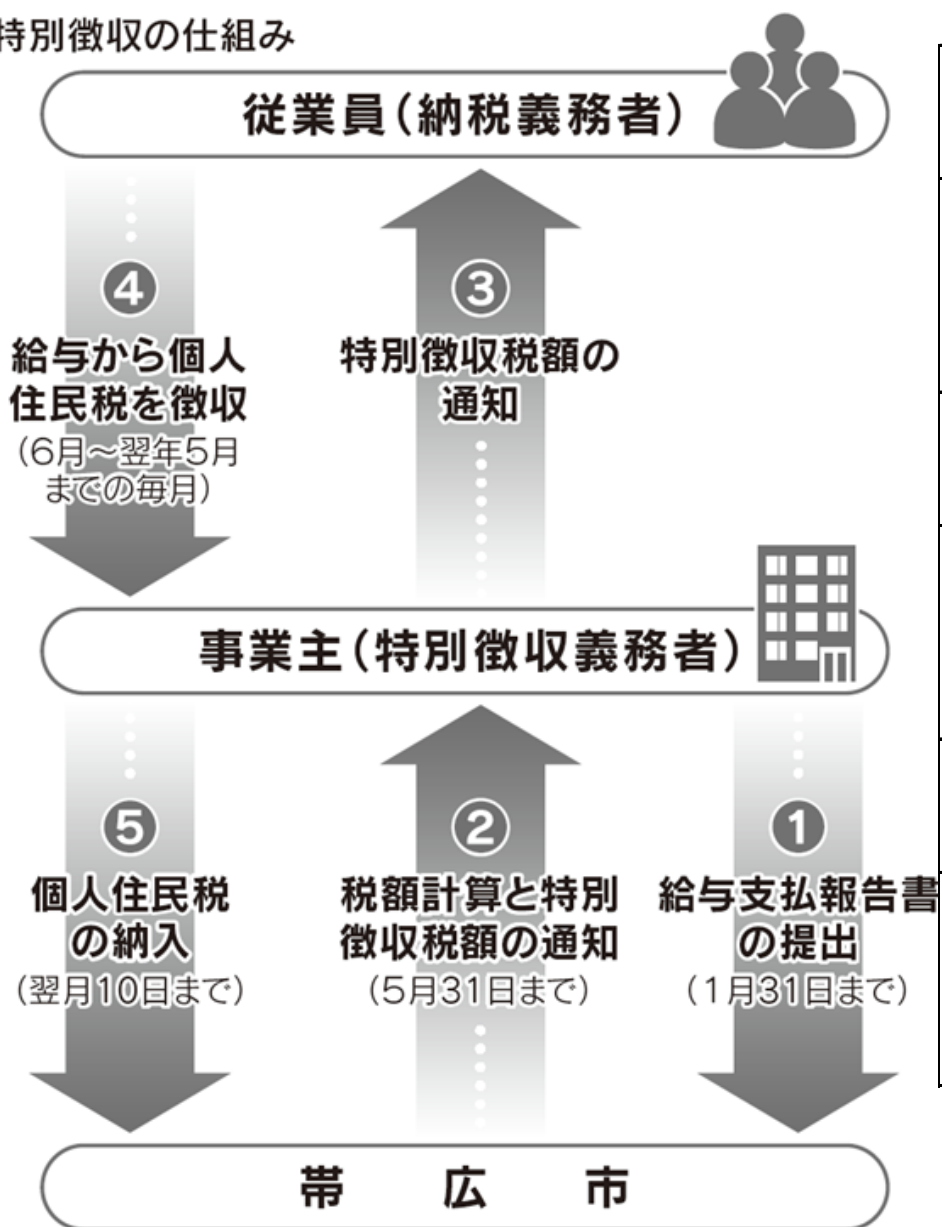 特別徴収の仕組み
従業員(納税義務者)
④
給与から個人
住民税を徴収
(6月～翌年5月
までの毎月)
③
特別徴収税額の
通知
事業主(特別徴収義務者)
⑤
個人住民税
の納入
(翌月10日まで)
②
税額計算と特別
徴収税額の通知
(5月31日まで)
①
給与支払報告書
の提出
(1月31日まで)
帯広市